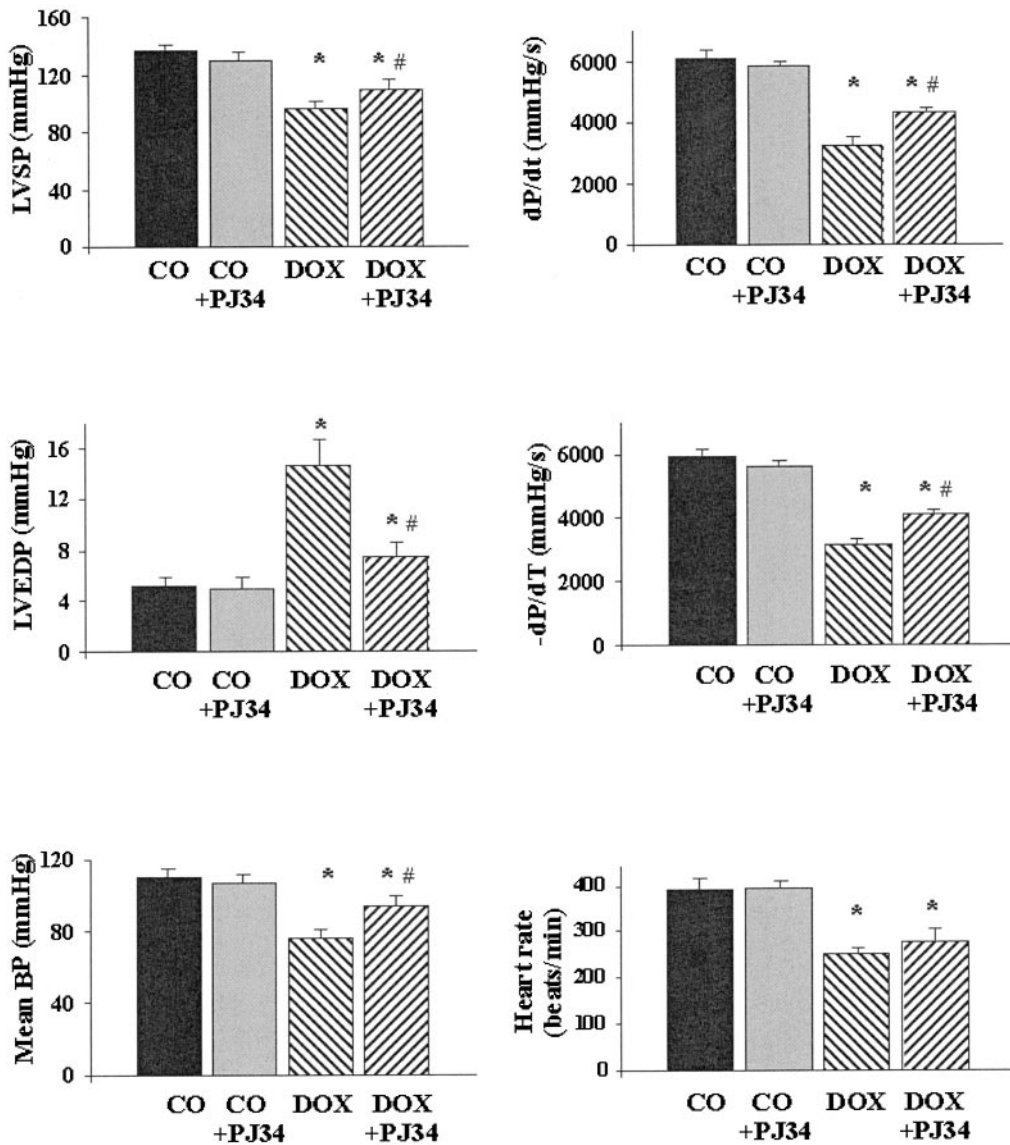 LVSP (mmHg)
160
120
80
40
0
*
* #
CO CO DOX DOX
+PJ34 +PJ34
dP/dt (mmHg/s)
6000
4000
2000
0
*
* #
CO CO DOX DOX
+PJ34 +PJ34
LVEDP (mmHg)
16
12
8
4
0
*
* #
CO CO DOX DOX
+PJ34 +PJ34
-dP/dT (mmHg/s)
6000
4000
2000
0
*
* #
CO CO DOX DOX
+PJ34 +PJ34
Mean BP (mmHg)
120
80
40
0
*
* #
CO CO DOX DOX
+PJ34 +PJ34
Heart rate
(beats/min)
400
300
200
100
0
*
*
CO CO DOX DOX
+PJ34 +PJ34